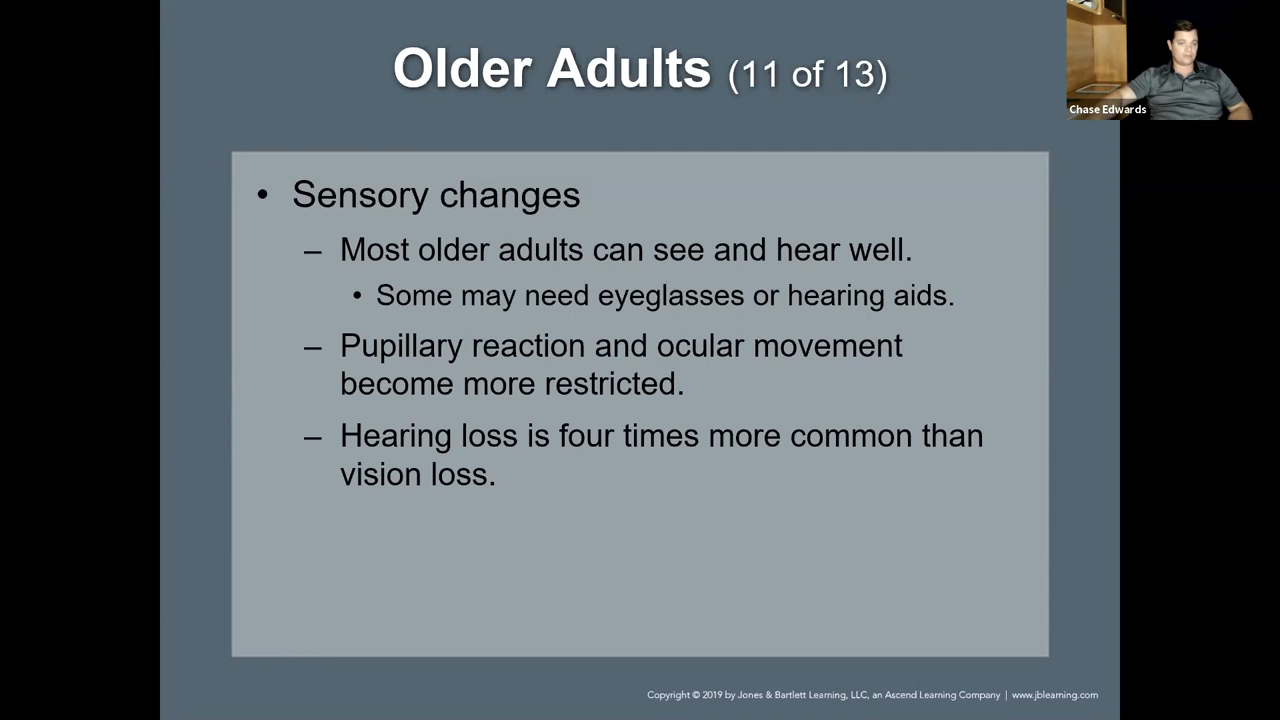 Older Adults (11 of 13)
Chase Edwards
• Sensory changes
– Most older adults can see and hear well.
• Some may need eyeglasses or hearing aids.
– Pupillary reaction and ocular movement
become more restricted.
– Hearing loss is four times more common than
vision loss.
Copyright © 2019 by Jones & Bartlett Learning, LLC, an Ascend Learning Company | www.jblearning.com